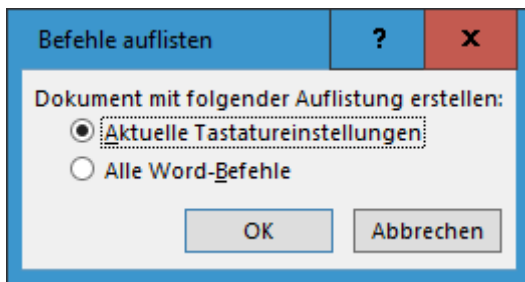 Befehle auflisten ? x
Dokument mit folgender Auflistung erstellen:
Aktuelle Tastatureinstellungen
Alle Word-Befehle
OK Abbrechen